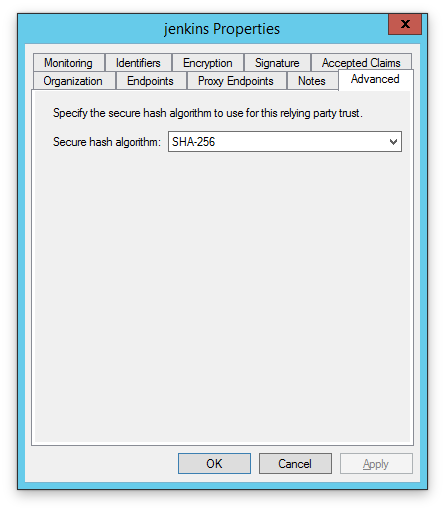 jenkins Properties
x
Monitoring Identifiers Encryption Signature Accepted Claims
Organization Endpoints Proxy Endpoints Notes Advanced
Specify the secure hash algorithm to use for this relying party trust.
Secure hash algorithm: SHA-256
OK Cancel Apply